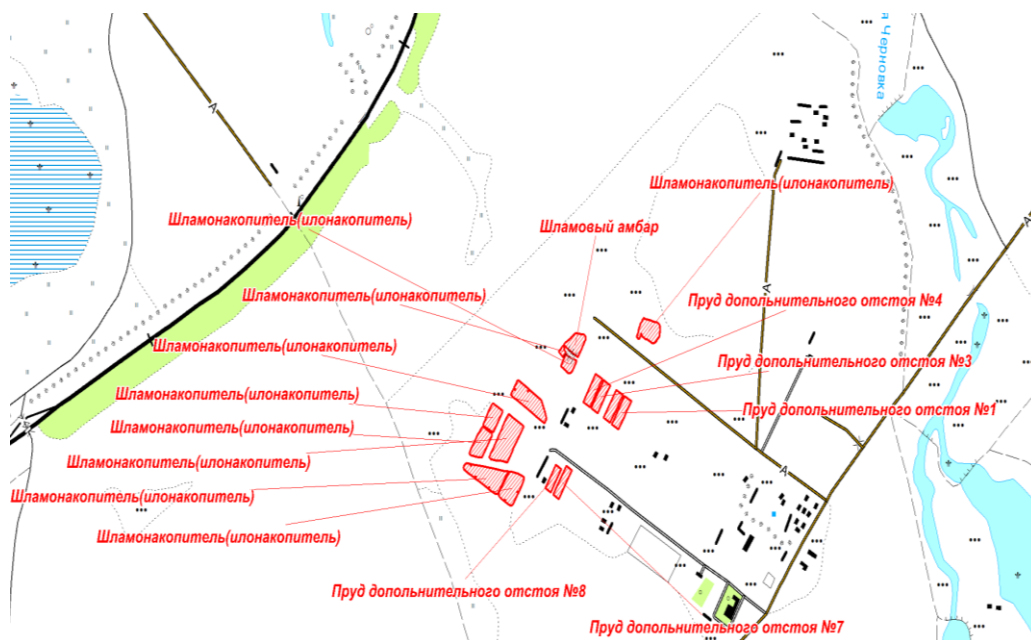 а Черновка
А
Шламонакопитель(илонакопитель)
Шламонакопитель(илонакопитель)
Шламовый амбар
А
Шламонакопитель(илонакопитель)
А
Пруд допольнительного отстоя №4
Шламонакопитель(илонакопитель)
Пруд допольнительного отстоя №3
Шламонакопитель(илонакопитель)
Пруд допольнительного отстоя №1
Шламонакопитель(илонакопитель)
Шламонакопитель(илонакопитель)
А
Шламонакопитель(илонакопитель)
Шламонакопитель(илонакопитель)
Пруд допольнительного отстоя №8
Пруд допольнительного отстоя №7